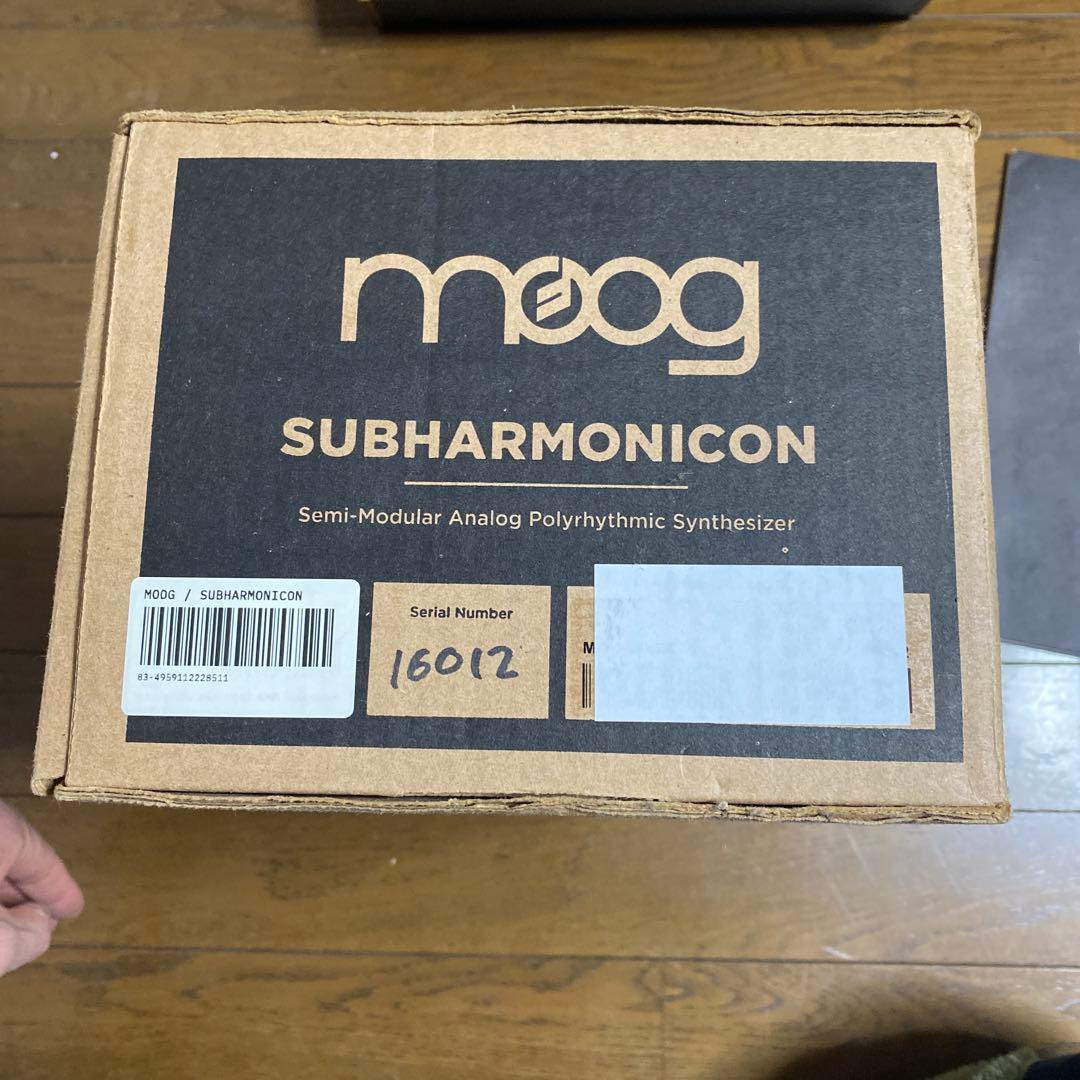 moog
SUBHARMONICON
Semi-Modular Analog Polyrhythmic Synthesizer
MOOG / SUBHARMONICON
83-4959112228511
Serial Number
16012
M